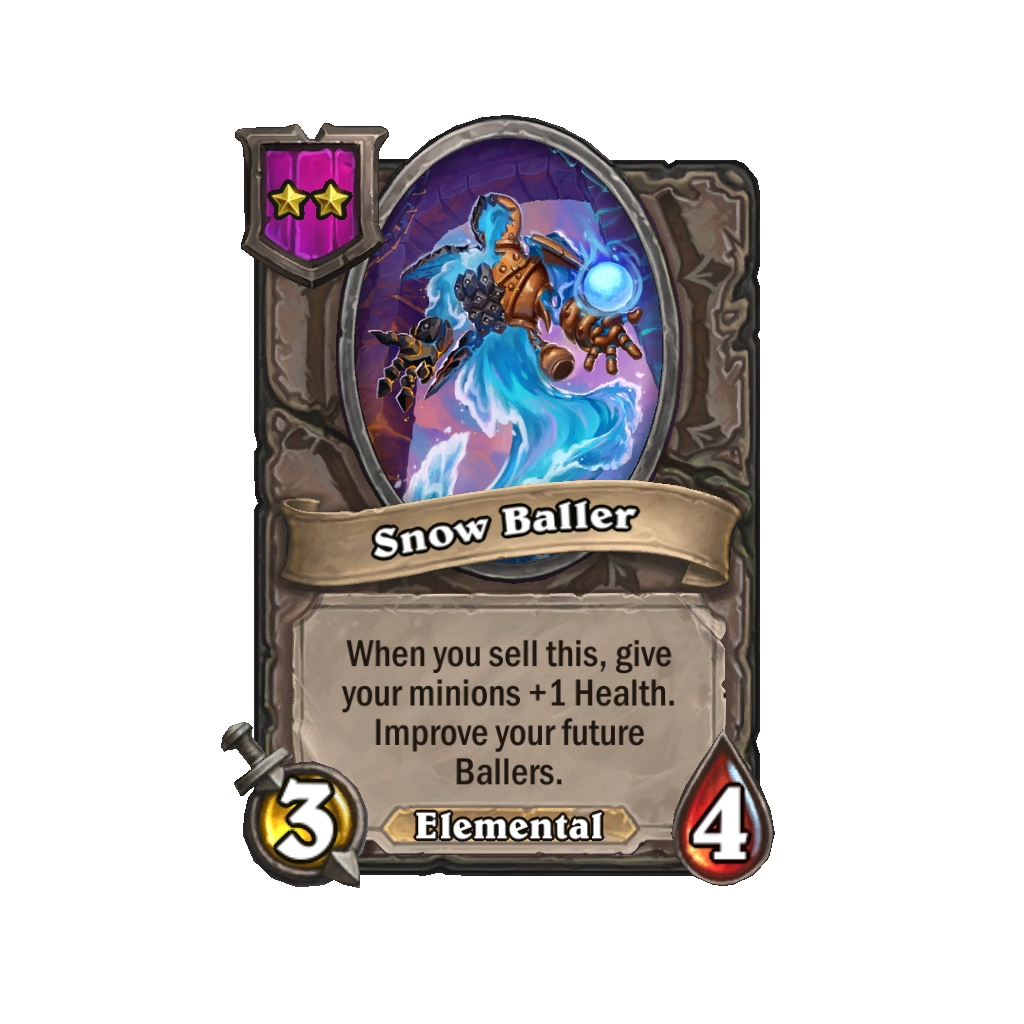 Snow Baller
When you sell this, give
your minions +1 Health.
Improve your future
Ballers.
3
Elemental
4